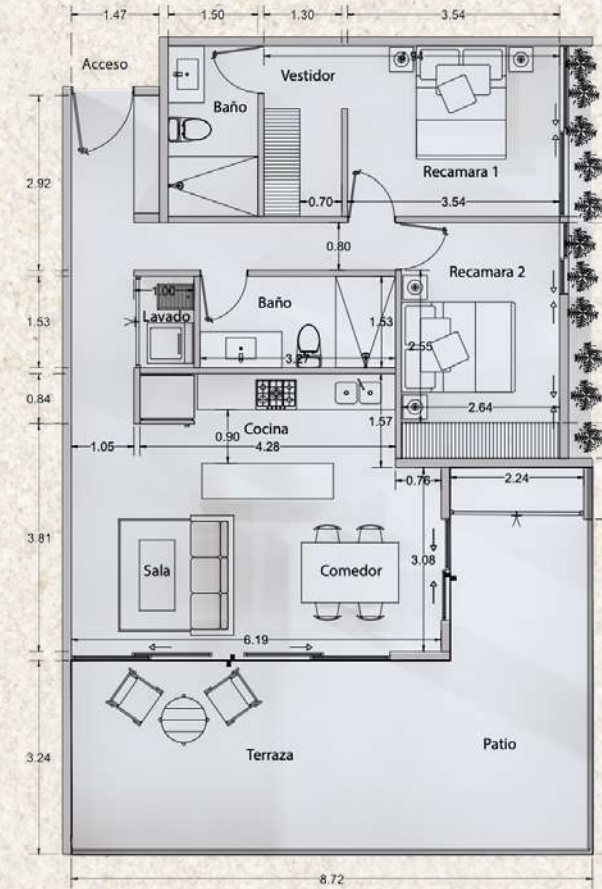 1.47
1.50
1.30
3.54
Acceso
Vestidor
4.94
Baño
2.92
Recamara 1
0.70
3.54
0.80
Recamara 2
1.00
Baño
1.53
Lavado
1.53
3.27
2.55
0.84
2.64
1.57
Cocina
0.90
1.05
4.28
0.76
2.24
3.81
3.08
Sala
Comedor
6.19
Patio
3.24
Terraza
8.72